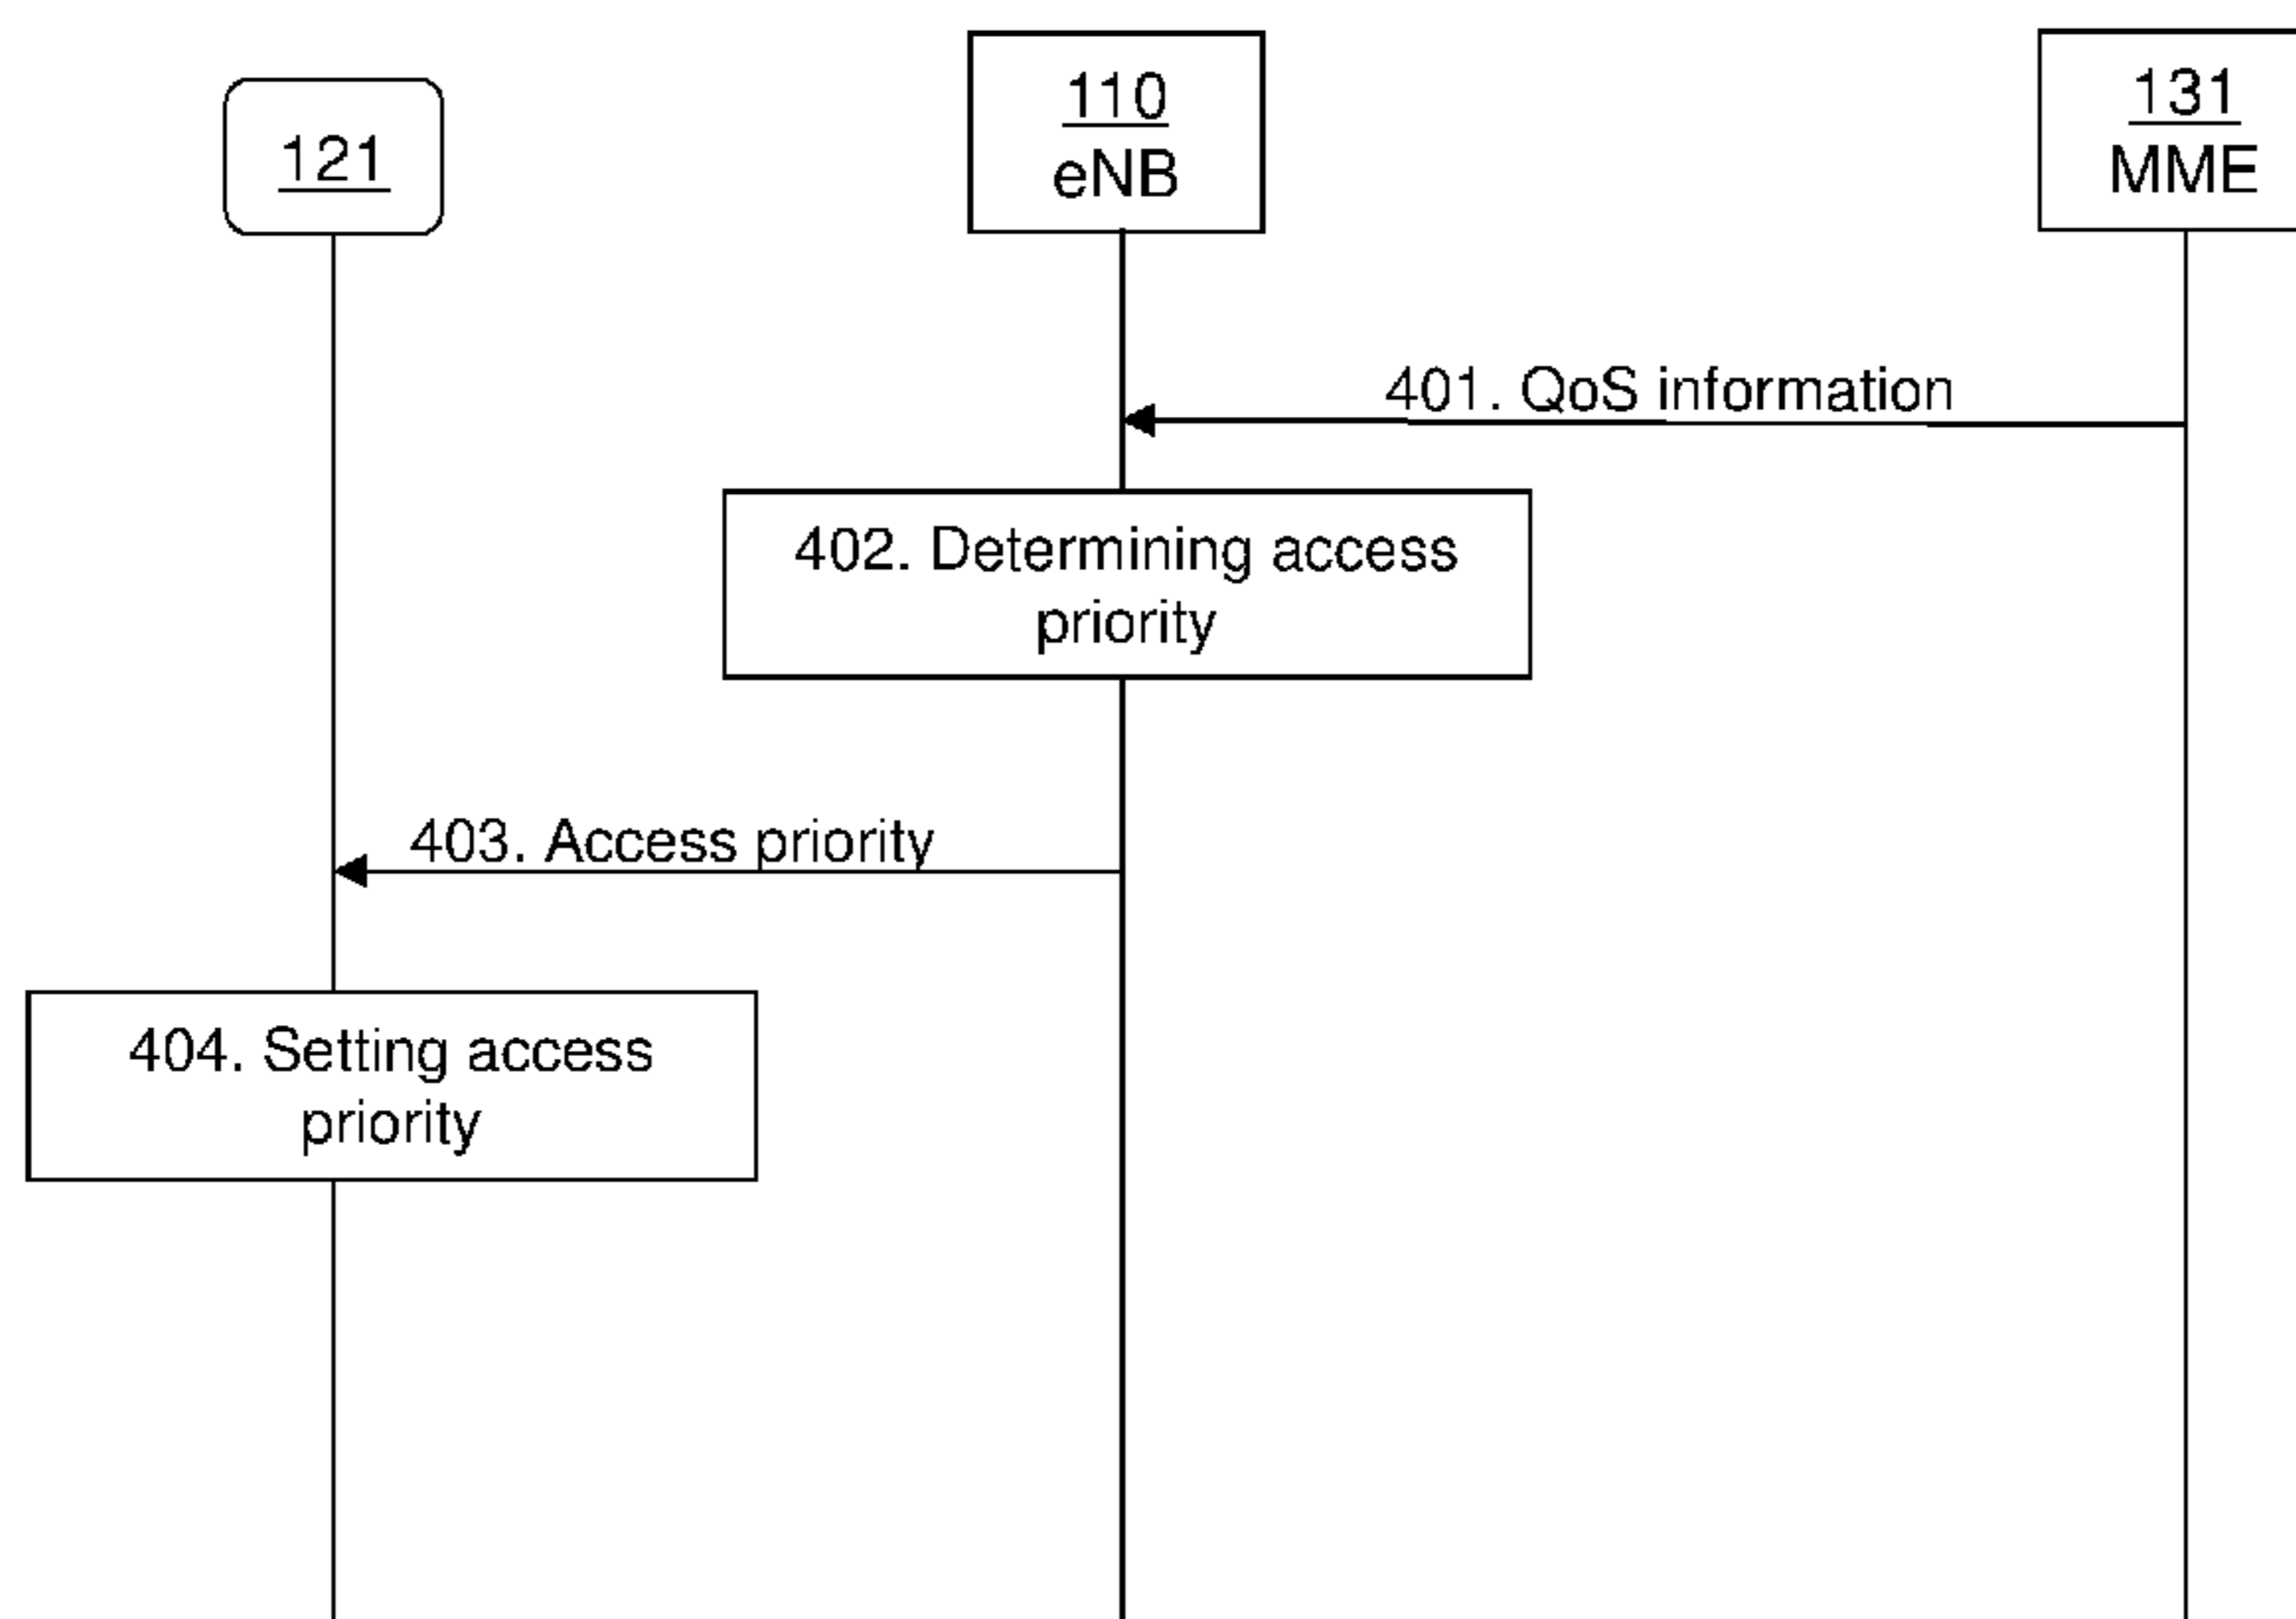 121
110
eNB
131
MME
401. QoS information
402. Determining access
priority
403. Access priority
404. Setting access
priority